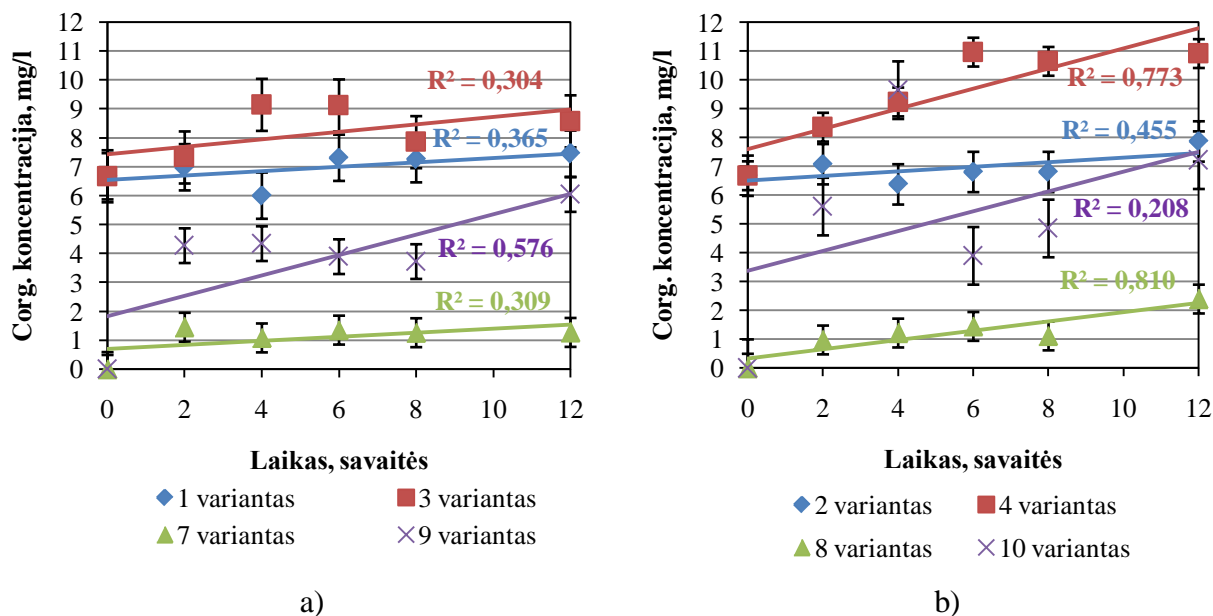 Corg. koncentracija, mg/l
12
11
10
9
8
7
6
5
4
3
2
1
0
R² = 0,304
R² = 0,365
R² = 0,576
R² = 0,309
0 2 4 6 8 10 12
Laikas, savaitės
1 variantas 3 variantas
7 variantas 9 variantas
a)
Corg. koncentracija, mg/l
12
11
10
9
8
7
6
5
4
3
2
1
0
R² = 0,773
R² = 0,455
R² = 0,208
R² = 0,810
0 2 4 6 8 10 12
Laikas, savaitės
2 variantas 4 variantas
8 variantas 10 variantas
b)